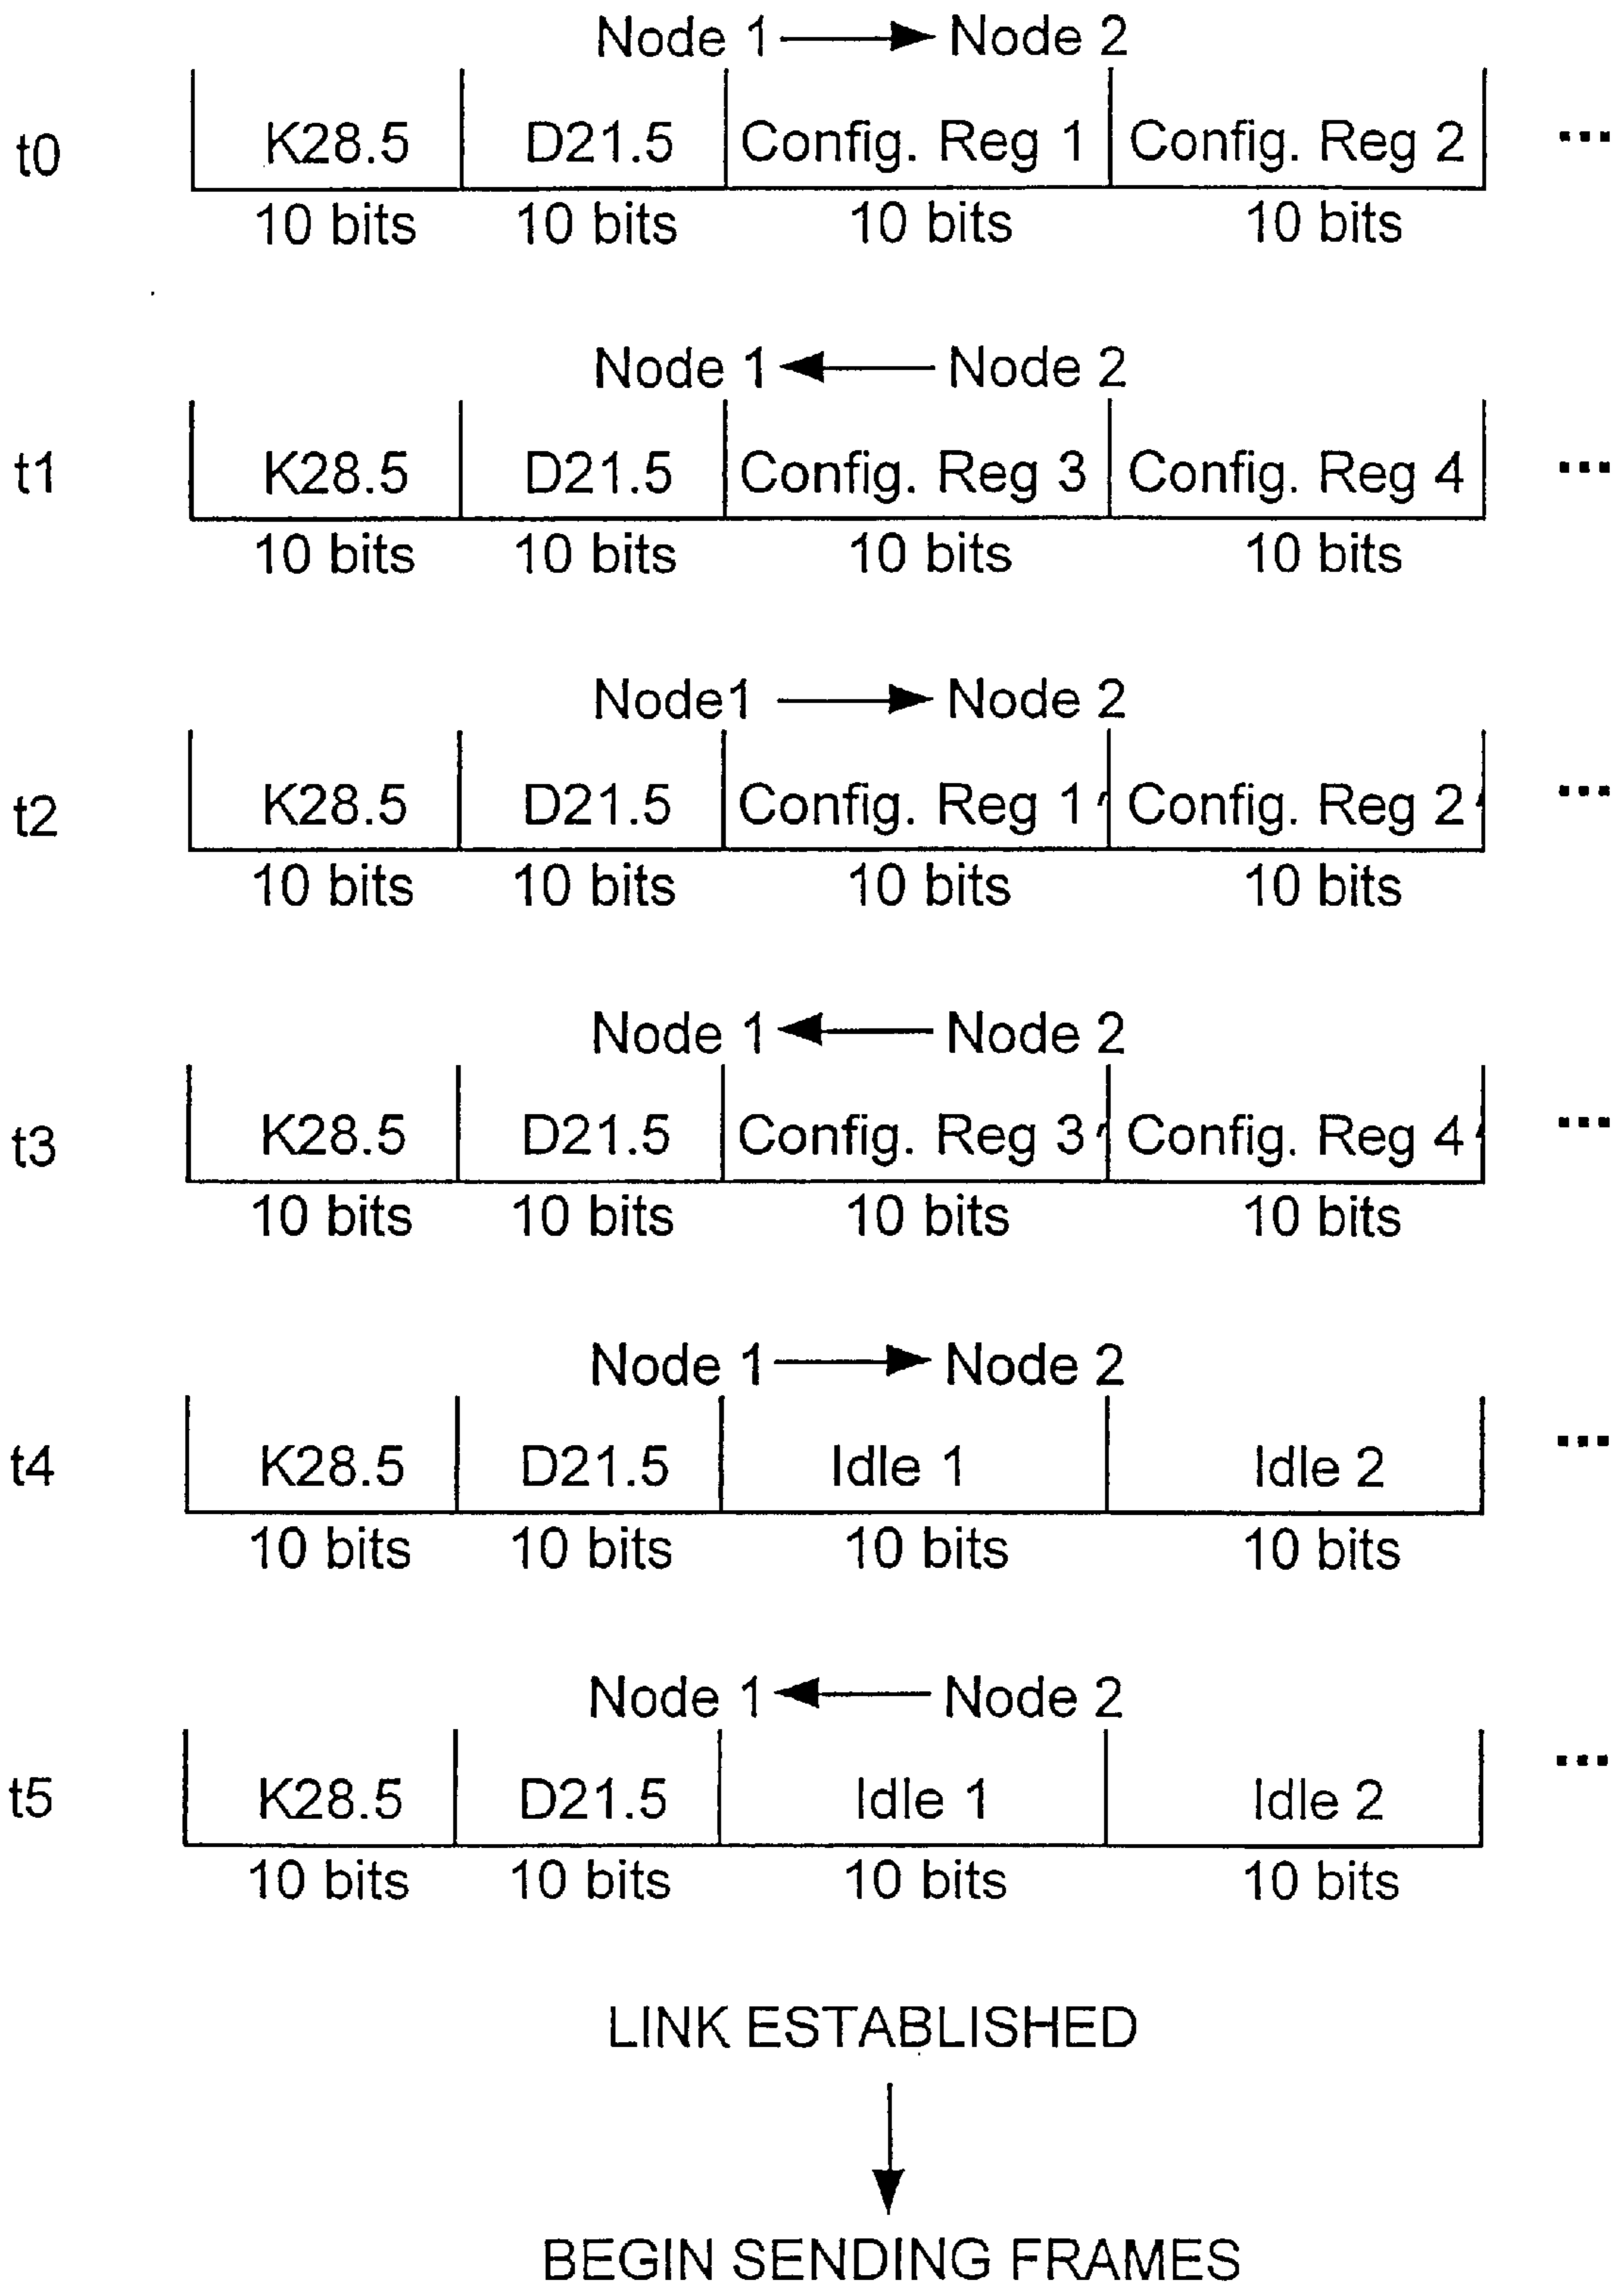 Node 1 Node 2
t0 K28.5 D21.5 Config. Reg 1 Config. Reg 2 ...
10 bits 10 bits 10 bits 10 bits
Node 1 Node 2
t1 K28.5 D21.5 Config. Reg 3 Config. Reg 4 ...
10 bits 10 bits 10 bits 10 bits
Node1 Node 2
t2 K28.5 D21.5 Config. Reg 1' Config. Reg 2' ...
10 bits 10 bits 10 bits 10 bits
Node 1 Node 2
t3 K28.5 D21.5 Config. Reg 3' Config. Reg 4' ...
10 bits 10 bits 10 bits 10 bits
Node 1 Node 2
t4 K28.5 D21.5 Idle 1 Idle 2 ...
10 bits 10 bits 10 bits 10 bits
Node 1 Node 2
t5 K28.5 D21.5 Idle 1 Idle 2 ...
10 bits 10 bits 10 bits 10 bits
LINK ESTABLISHED
BEGIN SENDING FRAMES